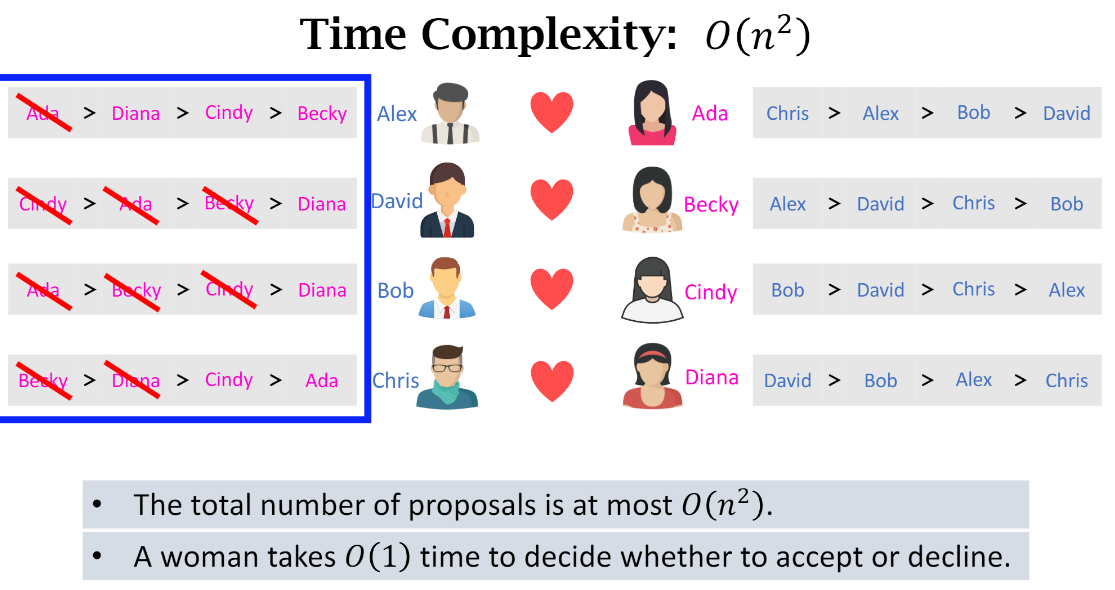 Time Complexity: O(n²)
Ada > Diana > Cindy > Becky Alex Ada Chris > Alex > Bob > David
Cindy > Ada > Becky > Diana David Becky Alex > David > Chris > Bob
Ada > Becky > Cindy > Diana Bob Cindy Bob > David > Chris > Alex
Becky > Diana > Cindy > Ada Chris Diana David > Bob > Alex > Chris
• The total number of proposals is at most O(n²).
• A woman takes O(1) time to decide whether to accept or decline.